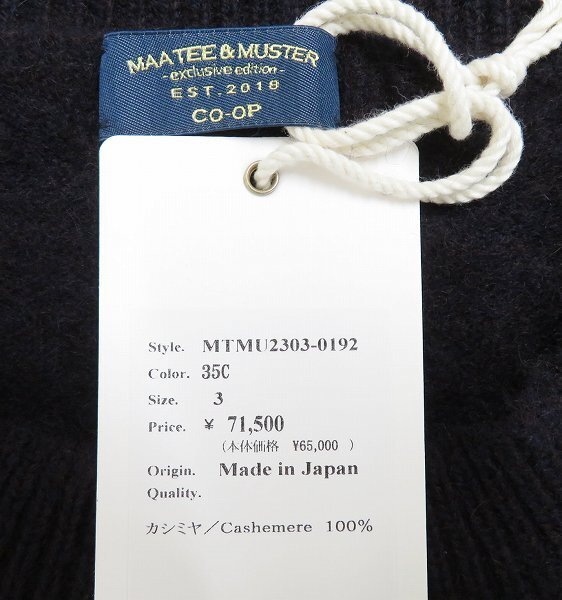 MAATEE & MUSTER
-exclusive edition-
EST. 2018
CO-OP
Style. MTMU2303-0192
Color. 35C
Size. 3
Price. ¥ 71,500
(本体価格 ¥65,000 )
Origin. Made in Japan
Quality.
カシミヤ/Cashemere 100%